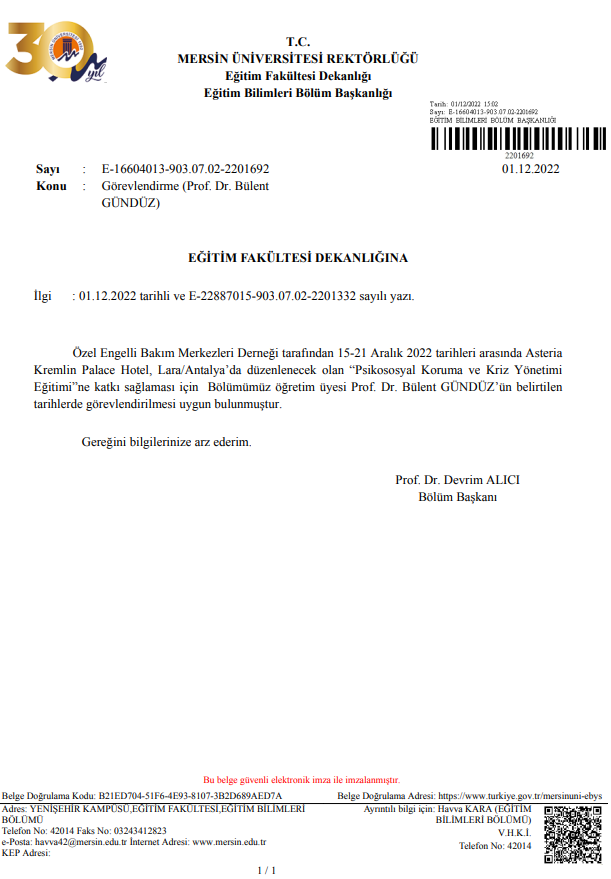 30
MERSİN ÜNİVERSİTESİ
yıl
T.C.
MERSİN ÜNİVERSİTESİ REKTÖRLÜĞÜ
Eğitim Fakültesi Dekanlığı
Eğitim Bilimleri Bölüm Başkanlığı
Tarih: 01/12/2022 15:02
Sayı: E-16604013-903.07.02-2201692
EĞİTİM BİLİMLERİ BÖLÜM BAŞKANLIĞI
2201692
Sayı : E-16604013-903.07.02-2201692 01.12.2022
Konu : Görevlendirme (Prof. Dr. Bülent
GÜNDÜZ)
EĞİTİM FAKÜLTESİ DEKANLIĞINA
İlgi : 01.12.2022 tarihli ve E-22887015-903.07.02-2201332 sayılı yazı.
Özel Engelli Bakım Merkezleri Derneği tarafından 15-21 Aralık 2022 tarihleri arasında Asteria
Kremlin Palace Hotel, Lara/Antalya’da düzenlenecek olan “Psikososyal Koruma ve Kriz Yönetimi
Eğitimi”ne katkı sağlaması için Bölümümüz öğretim üyesi Prof. Dr. Bülent GÜNDÜZ’ün belirtilen
tarihlerde görevlendirilmesi uygun bulunmuştur.
Gereğini bilgilerinize arz ederim.
Prof. Dr. Devrim ALICI
Bölüm Başkanı
Bu belge güvenli elektronik imza ile imzalanmıştır.
Belge Doğrulama Kodu: B21ED704-51F6-4E93-8107-3B2D689AED7A Belge Doğrulama Adresi: https://www.turkiye.gov.tr/mersinuni-ebys
Adres: YENİŞEHİR KAMPÜSÜ,EĞİTİM FAKÜLTESİ,EĞİTİM BİLİMLERİ
BÖLÜMÜ
Telefon No: 42014 Faks No: 03243412823
e-Posta: havva42@mersin.edu.tr İnternet Adresi: www.mersin.edu.tr
KEP Adresi:
Ayrıntılı bilgi için: Havva KARA (EĞİTİM
BİLİMLERİ BÖLÜMÜ)
V.H.K.İ.
Telefon No: 42014
1 / 1